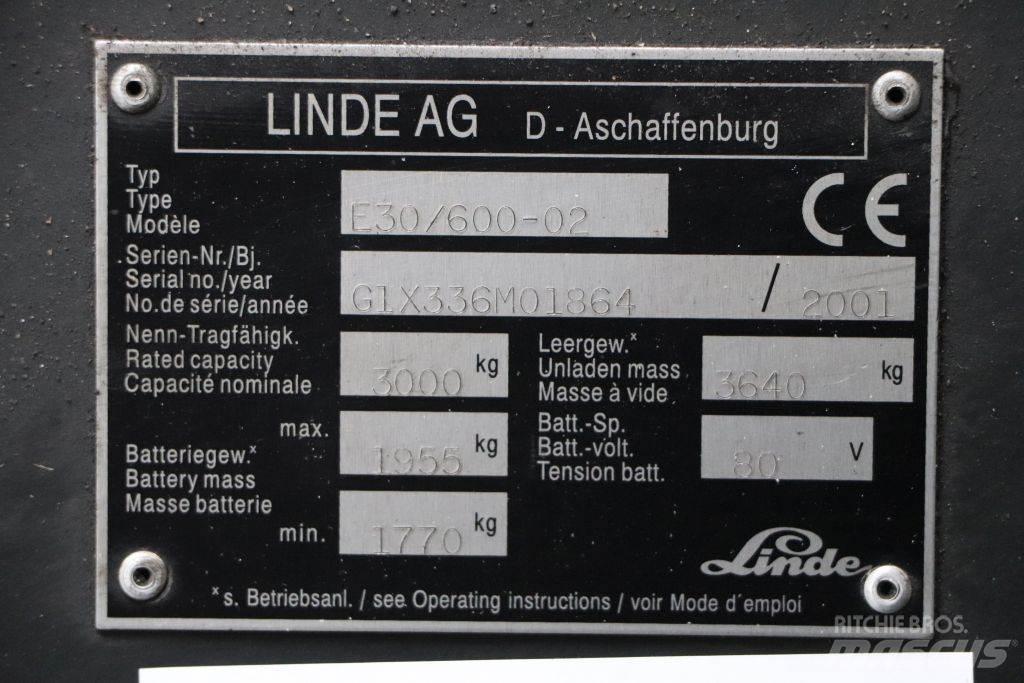 LINDE AG D - Aschaffenburg
Typ
Type
Modèle
E30/600-02
CE
Serien-Nr./Bj.
Serial no./year
No.de série/année
G1X336M01864 / 2001
Nenn-Tragfähigk.
Rated capacity
Capacité nominale
3000 kg
Leergew.ˣ
Unladen mass
Masse à vide
3640 kg
Batteriegew.ˣ
Battery mass
Masse batterie
max.
1955 kg
min.
1770 kg
Batt.-Sp.
Batt.-volt.
Tension batt.
80 V
Linde
ˣ s. Betriebsanl. / see Operating instructions / voir Mode d´emploi
RITCHIE BROS.
MASCUS